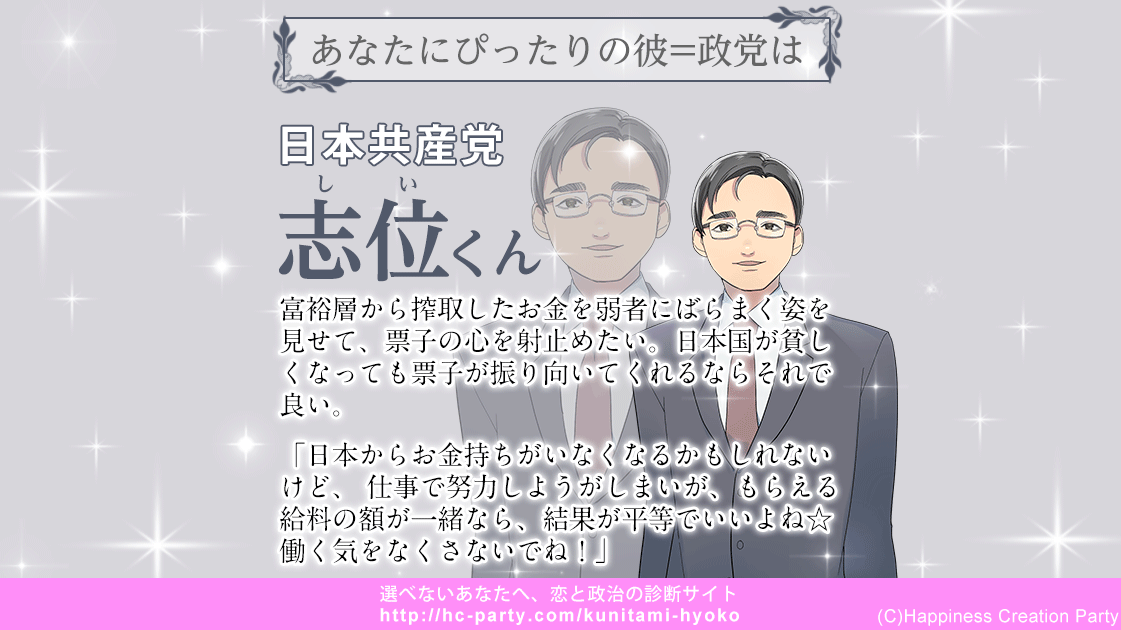 あなたにぴったりの彼=政党は
日本共産党
しい
志位くん
富裕層から搾取したお金を弱者にばらまく姿を
見せて、票子の心を射止めたい。日本国が貧し
くなっても票子が振り向いてくれるならそれで
良い。
「日本からお金持ちがいなくなるかもしれない
けど、 仕事で努力しようがしまいが、もらえる
給料の額が一緒なら、結果が平等でいいよね☆
働く気をなくさないでね！」
選べないあなたへ、恋と政治の診断サイト
http://hc-party.com/kunitami-hyoko
(C)Happiness Creation Party